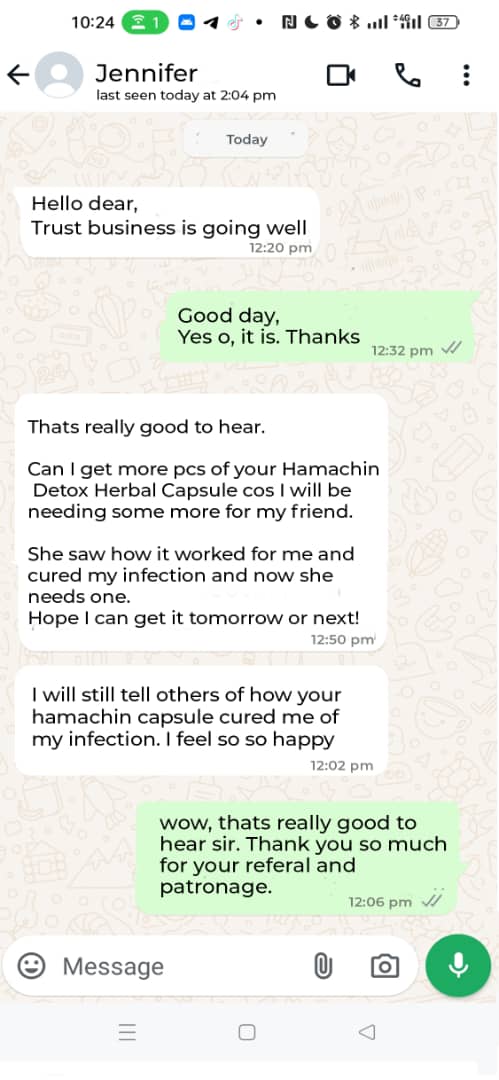 10:24 1 4G 37
Jennifer
last seen today at 2:04 pm
Today
Hello dear,
Trust business is going well
12:20 pm
Good day,
Yes o, it is. Thanks
12:32 pm
Thats really good to hear.
Can I get more pcs of your Hamachin
Detox Herbal Capsule cos I will be
needing some more for my friend.
She saw how it worked for me and
cured my infection and now she
needs one.
Hope I can get it tomorrow or next!
12:50 pm
I will still tell others of how your
hamachin capsule cured me of
my infection. I feel so so happy
12:02 pm
wow, thats really good to
hear sir. Thank you so much
for your referal and
patronage.
12:06 pm
Message